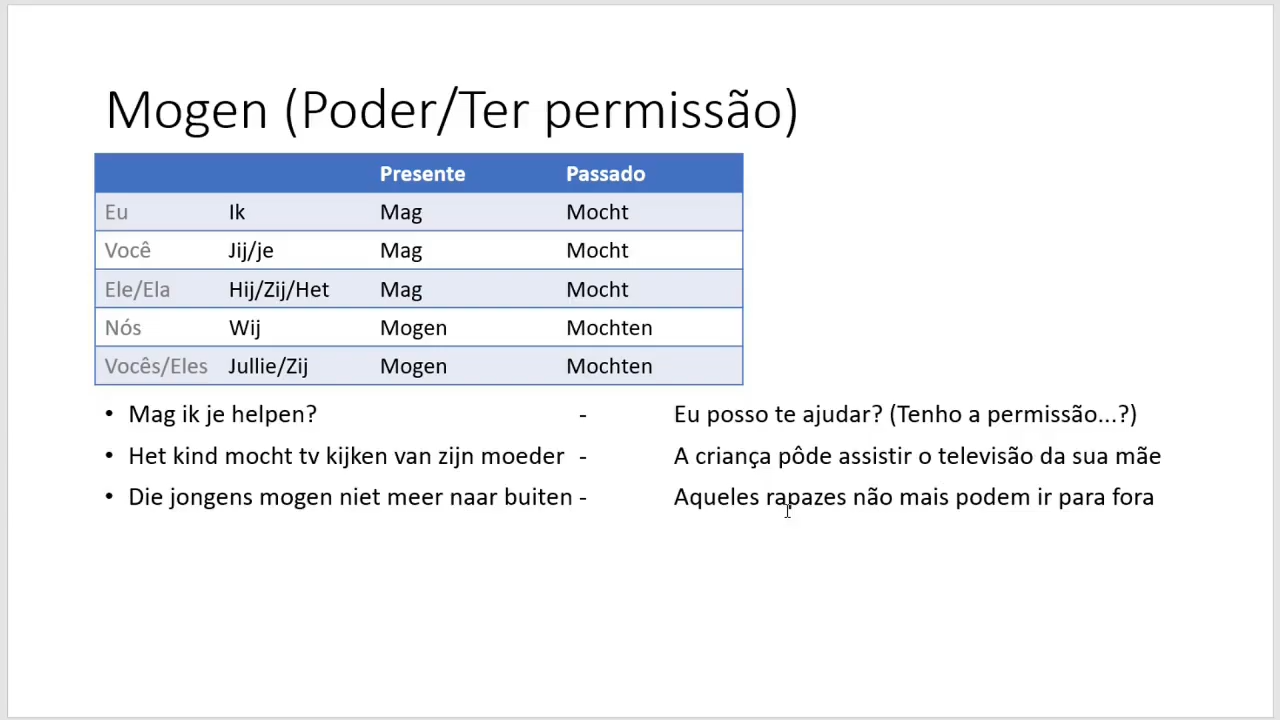 Mogen (Poder/Ter permissão)
Presente Passado
Eu Ik Mag Mocht
Você Jij/je Mag Mocht
Ele/Ela Hij/Zij/Het Mag Mocht
Nós Wij Mogen Mochten
Vocês/Eles Jullie/Zij Mogen Mochten
• Mag ik je helpen? - Eu posso te ajudar? (Tenho a permissão...?)
• Het kind mocht tv kijken van zijn moeder - A criança pôde assistir o televisão da sua mãe
• Die jongens mogen niet meer naar buiten - Aqueles rapazes não mais podem ir para fora